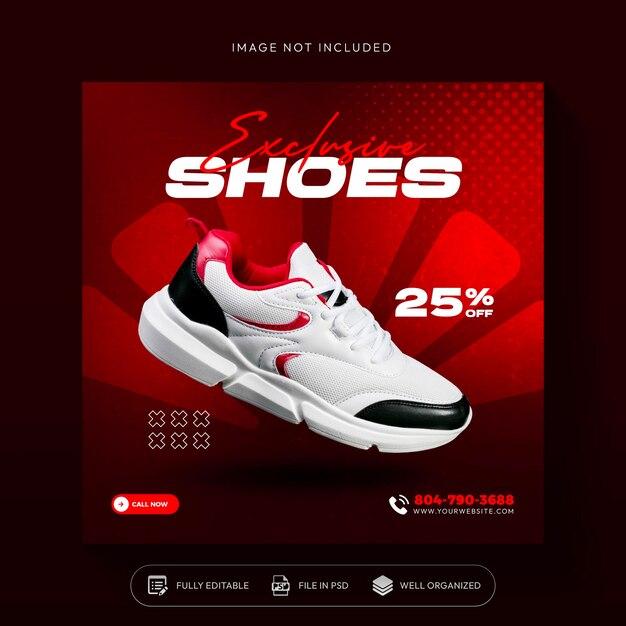 IMAGE NOT INCLUDED
Exclusive
SHOES
25% OFF
CALL NOW
804-790-3688
WWW.YOURWEBSITE.COM
FULLY EDITABLE
FILE IN PSD
WELL ORGANIZED